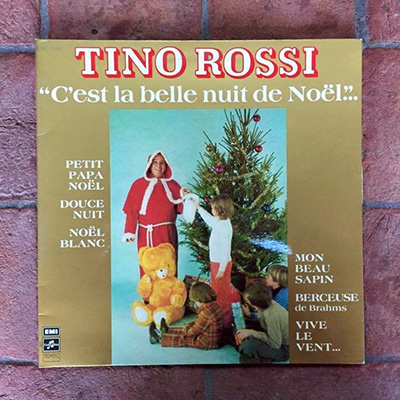 TINO ROSSI
"C'est la belle nuit de Noël"...
PETIT
PAPA
NOËL
DOUCE
NUIT
NOËL
BLANC
MON
BEAU
SAPIN
BERCEUSE
de Brahms
VIVE
LE
VENT...
EMI